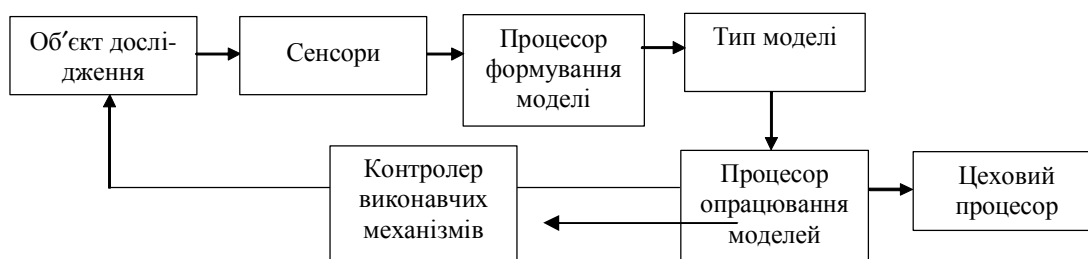 Об′єкт дослі-
дження
Сенсори
Процесор
формування
моделі
Тип моделі
Контролер
виконавчих
механізмів
Процесор
опрацювання
моделей
Цеховий
процесор